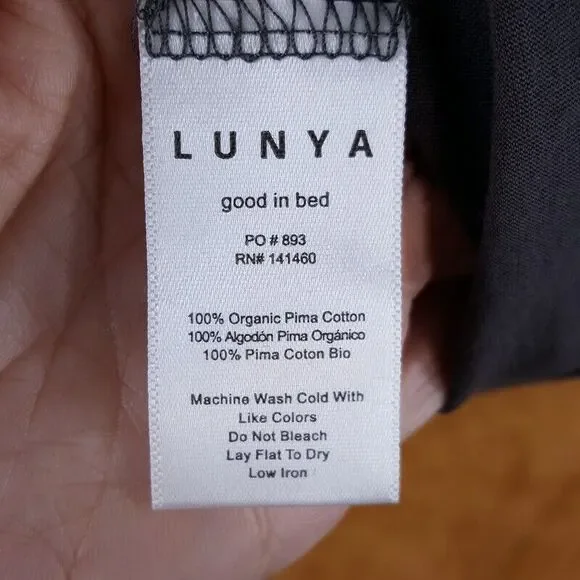 LUNYA
good in bed
PO # 893
RN# 141460
100% Organic Pima Cotton
100% Algodón Pima Orgánico
100% Pima Coton Bio
Machine Wash Cold With
Like Colors
Do Not Bleach
Lay Flat To Dry
Low Iron